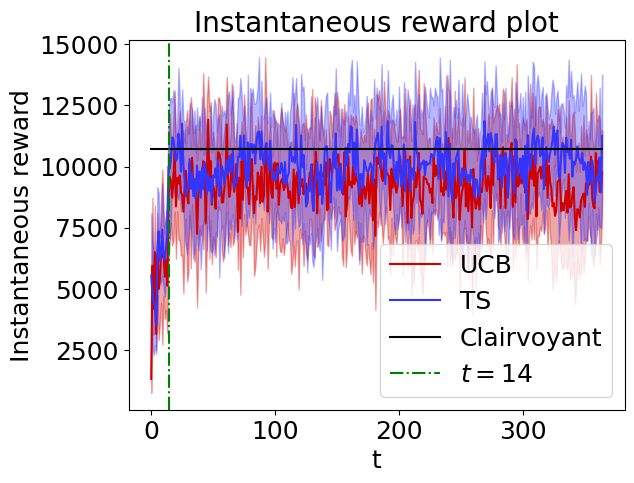 Instantaneous reward plot
Instantaneous reward
15000
12500
10000
7500
5000
2500
0
100
200
300
t
UCB
TS
Clairvoyant
t = 14